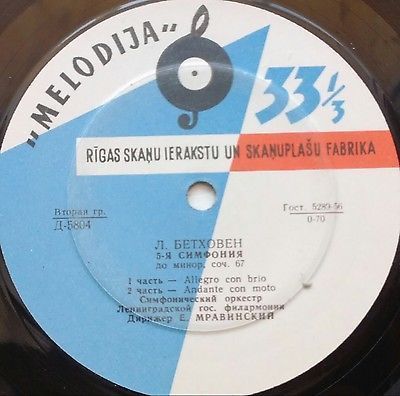 „MELODIJA"
33 1/3
RĪGAS SKAŅU IERAKSTU UN SKAŅUPLAŠU FABRIKA
Вторая гр.
Д-5804
Гост. 5289-56
0-70
Л. БЕТХОВЕН
5-Я СИМФОНИЯ
до минор, соч. 67
1 часть — Allegro con brio
2 часть — Andante con moto
Симфонический оркестр
Ленинградской гос. филармонии
Дирижер Е. МРАВИНСКИЙ